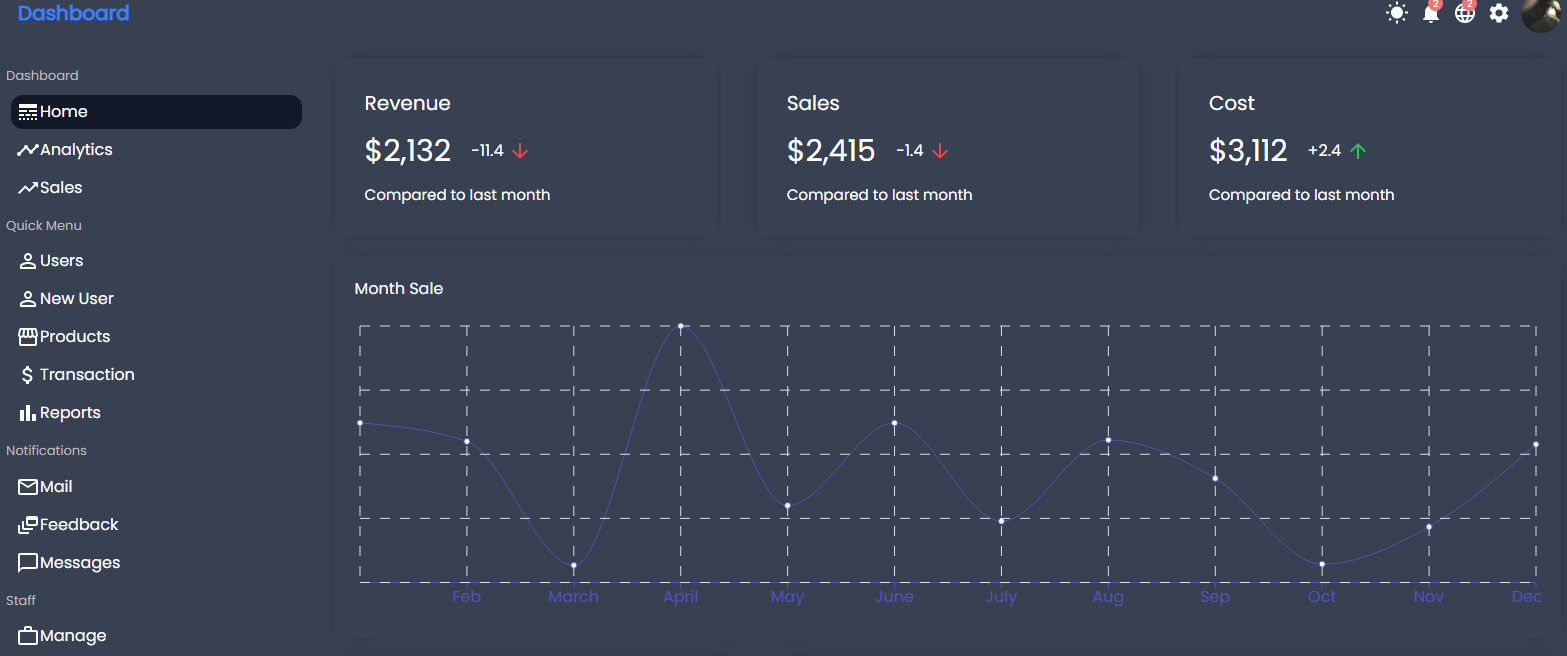 Dashboard
2
2
Dashboard
Home
Analytics
Sales
Quick Menu
Users
New User
Products
Transaction
Reports
Notifications
Mail
Feedback
Messages
Staff
Manage
Revenue
$2,132 -11.4
Compared to last month
Sales
$2,415 -1.4
Compared to last month
Cost
$3,112 +2.4
Compared to last month
Month Sale
Feb March April May June July Aug Sep Oct Nov Dec